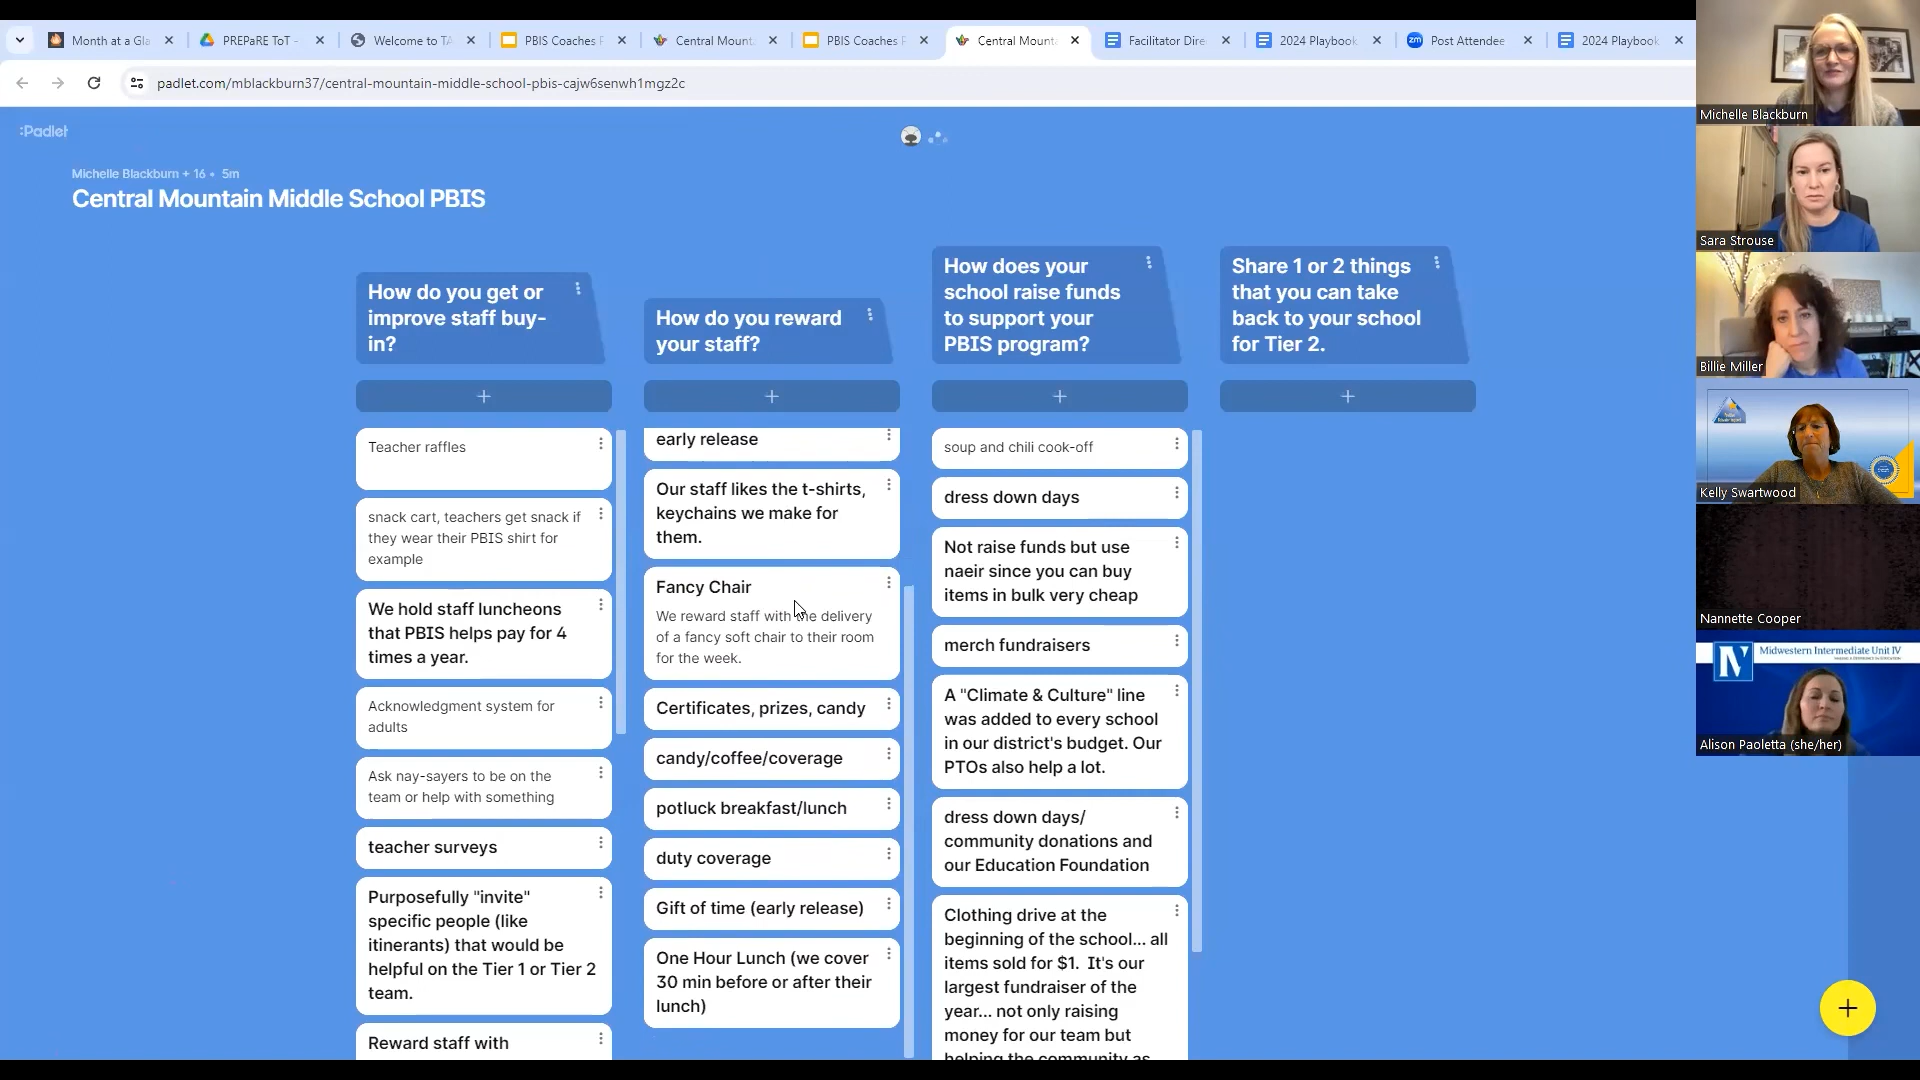 Month at a Gla
PREPaRE ToT -
Welcome to TA
PBIS Coaches F
Central Mount
PBIS Coaches F
Central Mounta
Facilitator Dire
2024 Playbook
Post Attendee
2024 Playbook
padlet.com/mblackburn37/central-mountain-middle-school-pbis-cajw6senwh1mgz2c
:Padlet
Michelle Blackburn + 16 • 5m
Central Mountain Middle School PBIS
How do you get or
improve staff buy-
in?
Teacher raffles
snack cart, teachers get snack if
they wear their PBIS shirt for
example
We hold staff luncheons
that PBIS helps pay for 4
times a year.
Acknowledgment system for
adults
Ask nay-sayers to be on the
team or help with something
teacher surveys
Purposefully "invite"
specific people (like
itinerants) that would be
helpful on the Tier 1 or Tier 2
team.
Reward staff with
How do you reward
your staff?
early release
Our staff likes the t-shirts,
keychains we make for
them.
Fancy Chair
We reward staff with the delivery
of a fancy soft chair to their room
for the week.
Certificates, prizes, candy
candy/coffee/coverage
potluck breakfast/lunch
duty coverage
Gift of time (early release)
One Hour Lunch (we cover
30 min before or after their
lunch)
How does your
school raise funds
to support your
PBIS program?
soup and chili cook-off
dress down days
Not raise funds but use
naeir since you can buy
items in bulk very cheap
merch fundraisers
A "Climate & Culture" line
was added to every school
in our district's budget. Our
PTOs also help a lot.
dress down days/
community donations and
our Education Foundation
Clothing drive at the
beginning of the school... all
items sold for $1. It's our
largest fundraiser of the
year... not only raising
money for our team but
helping the community as
Share 1 or 2 things
that you can take
back to your school
for Tier 2.
Michelle Blackburn
Sara Strouse
Billie Miller
Kelly Swartwood
Nannette Cooper
Midwestern Intermediate Unit IV
Alison Paoletta (she/her)